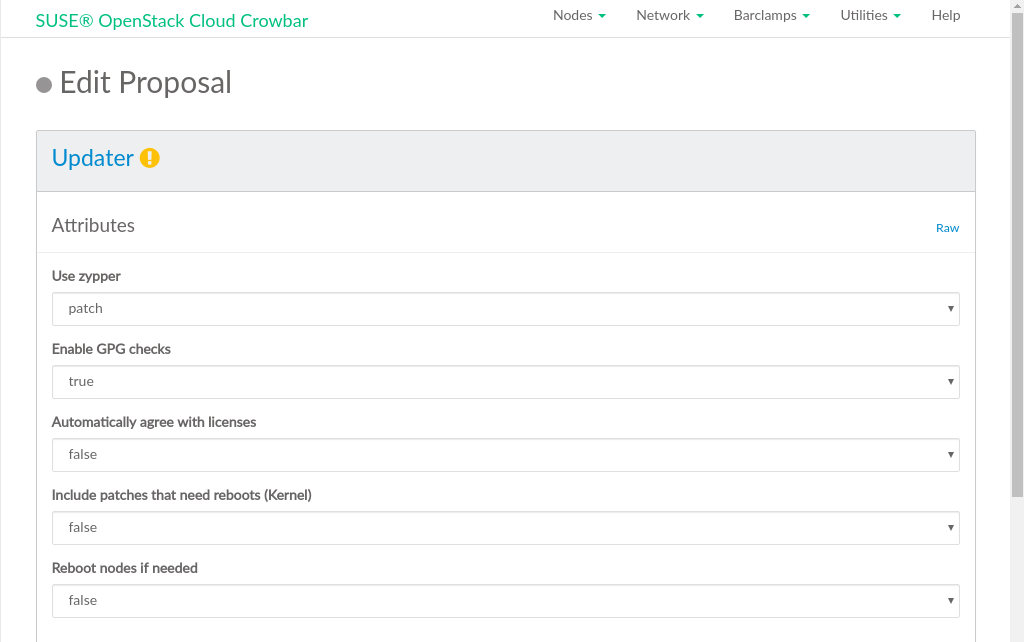 SUSE® OpenStack Cloud Crowbar Nodes Network Barclamps Utilities Help
Edit Proposal
Updater
Attributes Raw
Use zypper
patch
Enable GPG checks
true
Automatically agree with licenses
false
Include patches that need reboots (Kernel)
false
Reboot nodes if needed
false